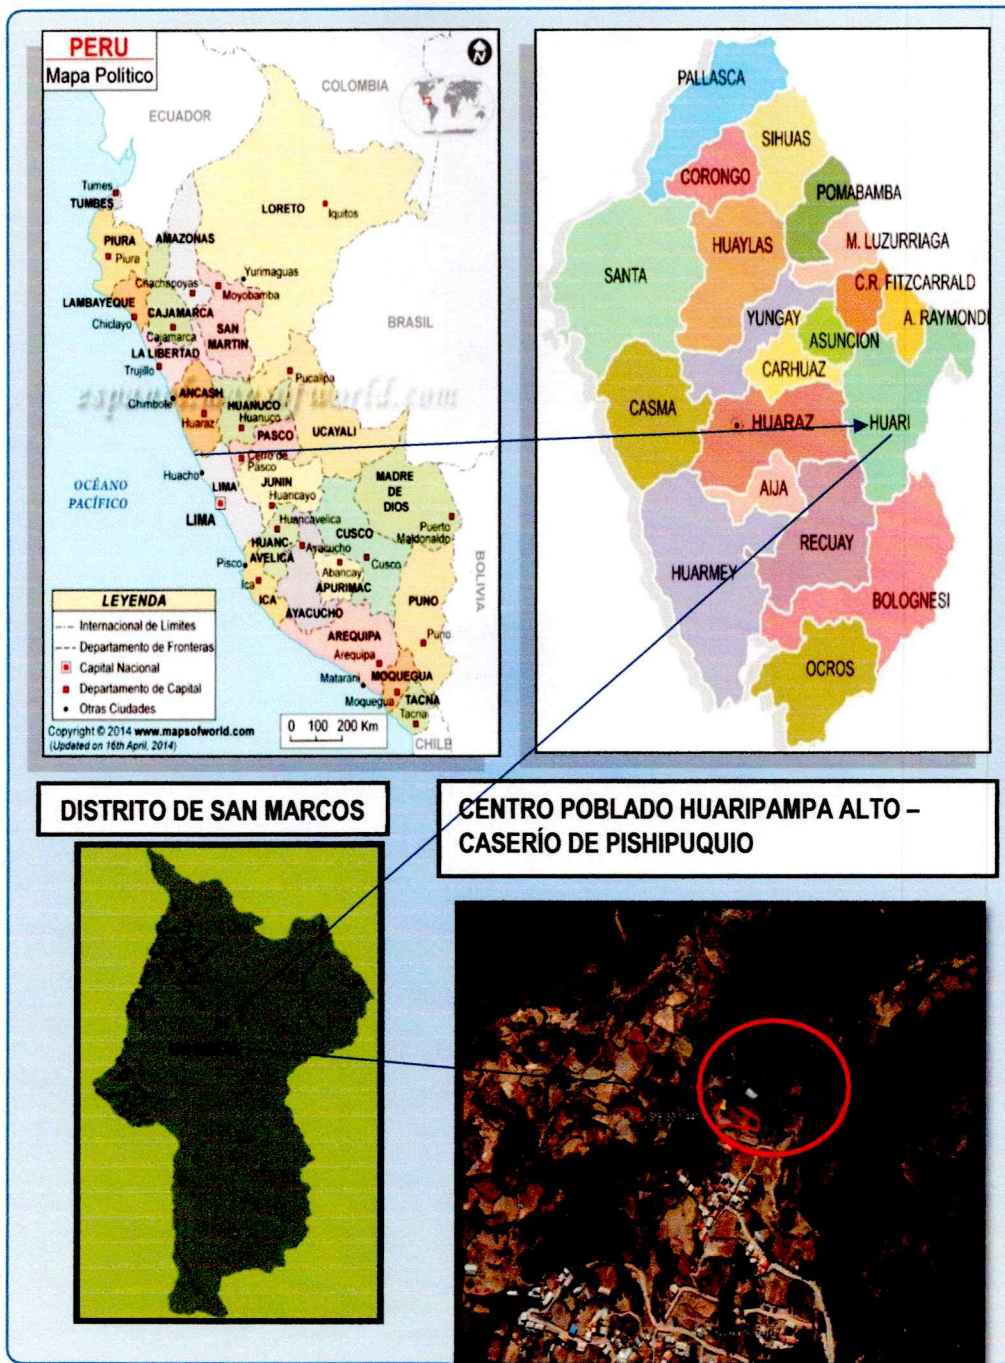 PERU
Mapa Político
N
COLOMBIA
ECUADOR
Tumes
TUMBES
LORETO
Iquitos
PIURA
Piura
AMAZONAS
Yurimaguas
Chachapoyas
Moyobamba
LAMBAYEQUE
CAJAMARCA
Chiclayo
Cajamarca
SAN
MARTIN
BRASIL
LA LIBERTAD
Trujillo
Pucallpa
ANCASH
Chimbole
HUANUCO
Huaraz
Huanuco
UCAYALI
PASCO
Cerro de
Pasco
Huacho
OCÉANO
PACÍFICO
LIMA
JUNIN
Huancayo
MADRE
DE
DIOS
LIMA
Huancavelica
HUANC-
AVELICA
CUSCO
Puerto
Maldonaldo
Pisco
Ayacucho
Cusco
Abancay
Ica
ICA
APURIMAC
BOLIVIA
AYACUCHO
PUNO
AREQUIPA
Puno
Arequipa
Matarani
MOQUEGUA
Moquegua
TACNA
Tacna
CHILE
LEYENDA
Internacional de Límites
Departamento de Fronteras
Capital Nacional
Departamento de Capital
Otras Ciudades
0 100 200 Km
Copyright © 2014 www.mapsofworld.com
(Updated on 16th April, 2014)
PALLASCA
SIHUAS
CORONGO
POMABAMBA
HUAYLAS
M. LUZURRIAGA
SANTA
C.R. FITZCARRALD
YUNGAY
A. RAYMONDI
ASUNCION
CARHUAZ
CASMA
HUARAZ
HUARI
AIJA
RECUAY
HUARMEY
BOLOGNESI
OCROS
DISTRITO DE SAN MARCOS
CENTRO POBLADO HUARIPAMPA ALTO –
CASERÍO DE PISHIPUQUIO